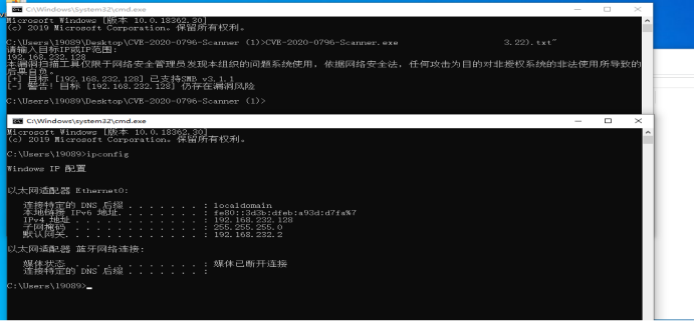 C:\Windows\System32\cmd.exe
Microsoft Windows [版本 10.0.18362.30]
(c) 2019 Microsoft Corporation。保留所有权利。
C:\Users\19089\Desktop\CVE-2020-0796-Scanner (1)>CVE-2020-0796-Scanner.exe 3.22).txt"
请输入目标IP或IP范围:
192.168.232.128
本漏洞扫描工具仅限于网络安全管理员发现本组织的问题系统使用，依据网络安全法，任何攻击为目的对非授权系统的非法使用所导致的
后果自负。
[+] 目标 [192.168.232.128] 已支持SMB v3.1.1
[-] 警告! 目标 [192.168.232.128] 仍存在漏洞风险
C:\Users\19089\Desktop\CVE-2020-0796-Scanner (1)>
C:\Windows\system32\cmd.exe
Microsoft Windows [版本 10.0.18362.30]
(c) 2019 Microsoft Corporation。保留所有权利。
C:\Users\19089>ipconfig
Windows IP 配置
以太网适配器 Ethernet0:
连接特定的 DNS 后缀 . . . . . . . : localdomain
本地链接 IPv6 地址. . . . . . . . : fe80::3d3b:dfeb:a93d:d7fa%7
IPv4 地址 . . . . . . . . . . . . : 192.168.232.128
子网掩码 . . . . . . . . . . . . : 255.255.255.0
默认网关. . . . . . . . . . . . . : 192.168.232.2
以太网适配器 蓝牙网络连接:
媒体状态 . . . . . . . . . . . . : 媒体已断开连接
连接特定的 DNS 后缀 . . . . . . . :
C:\Users\19089>